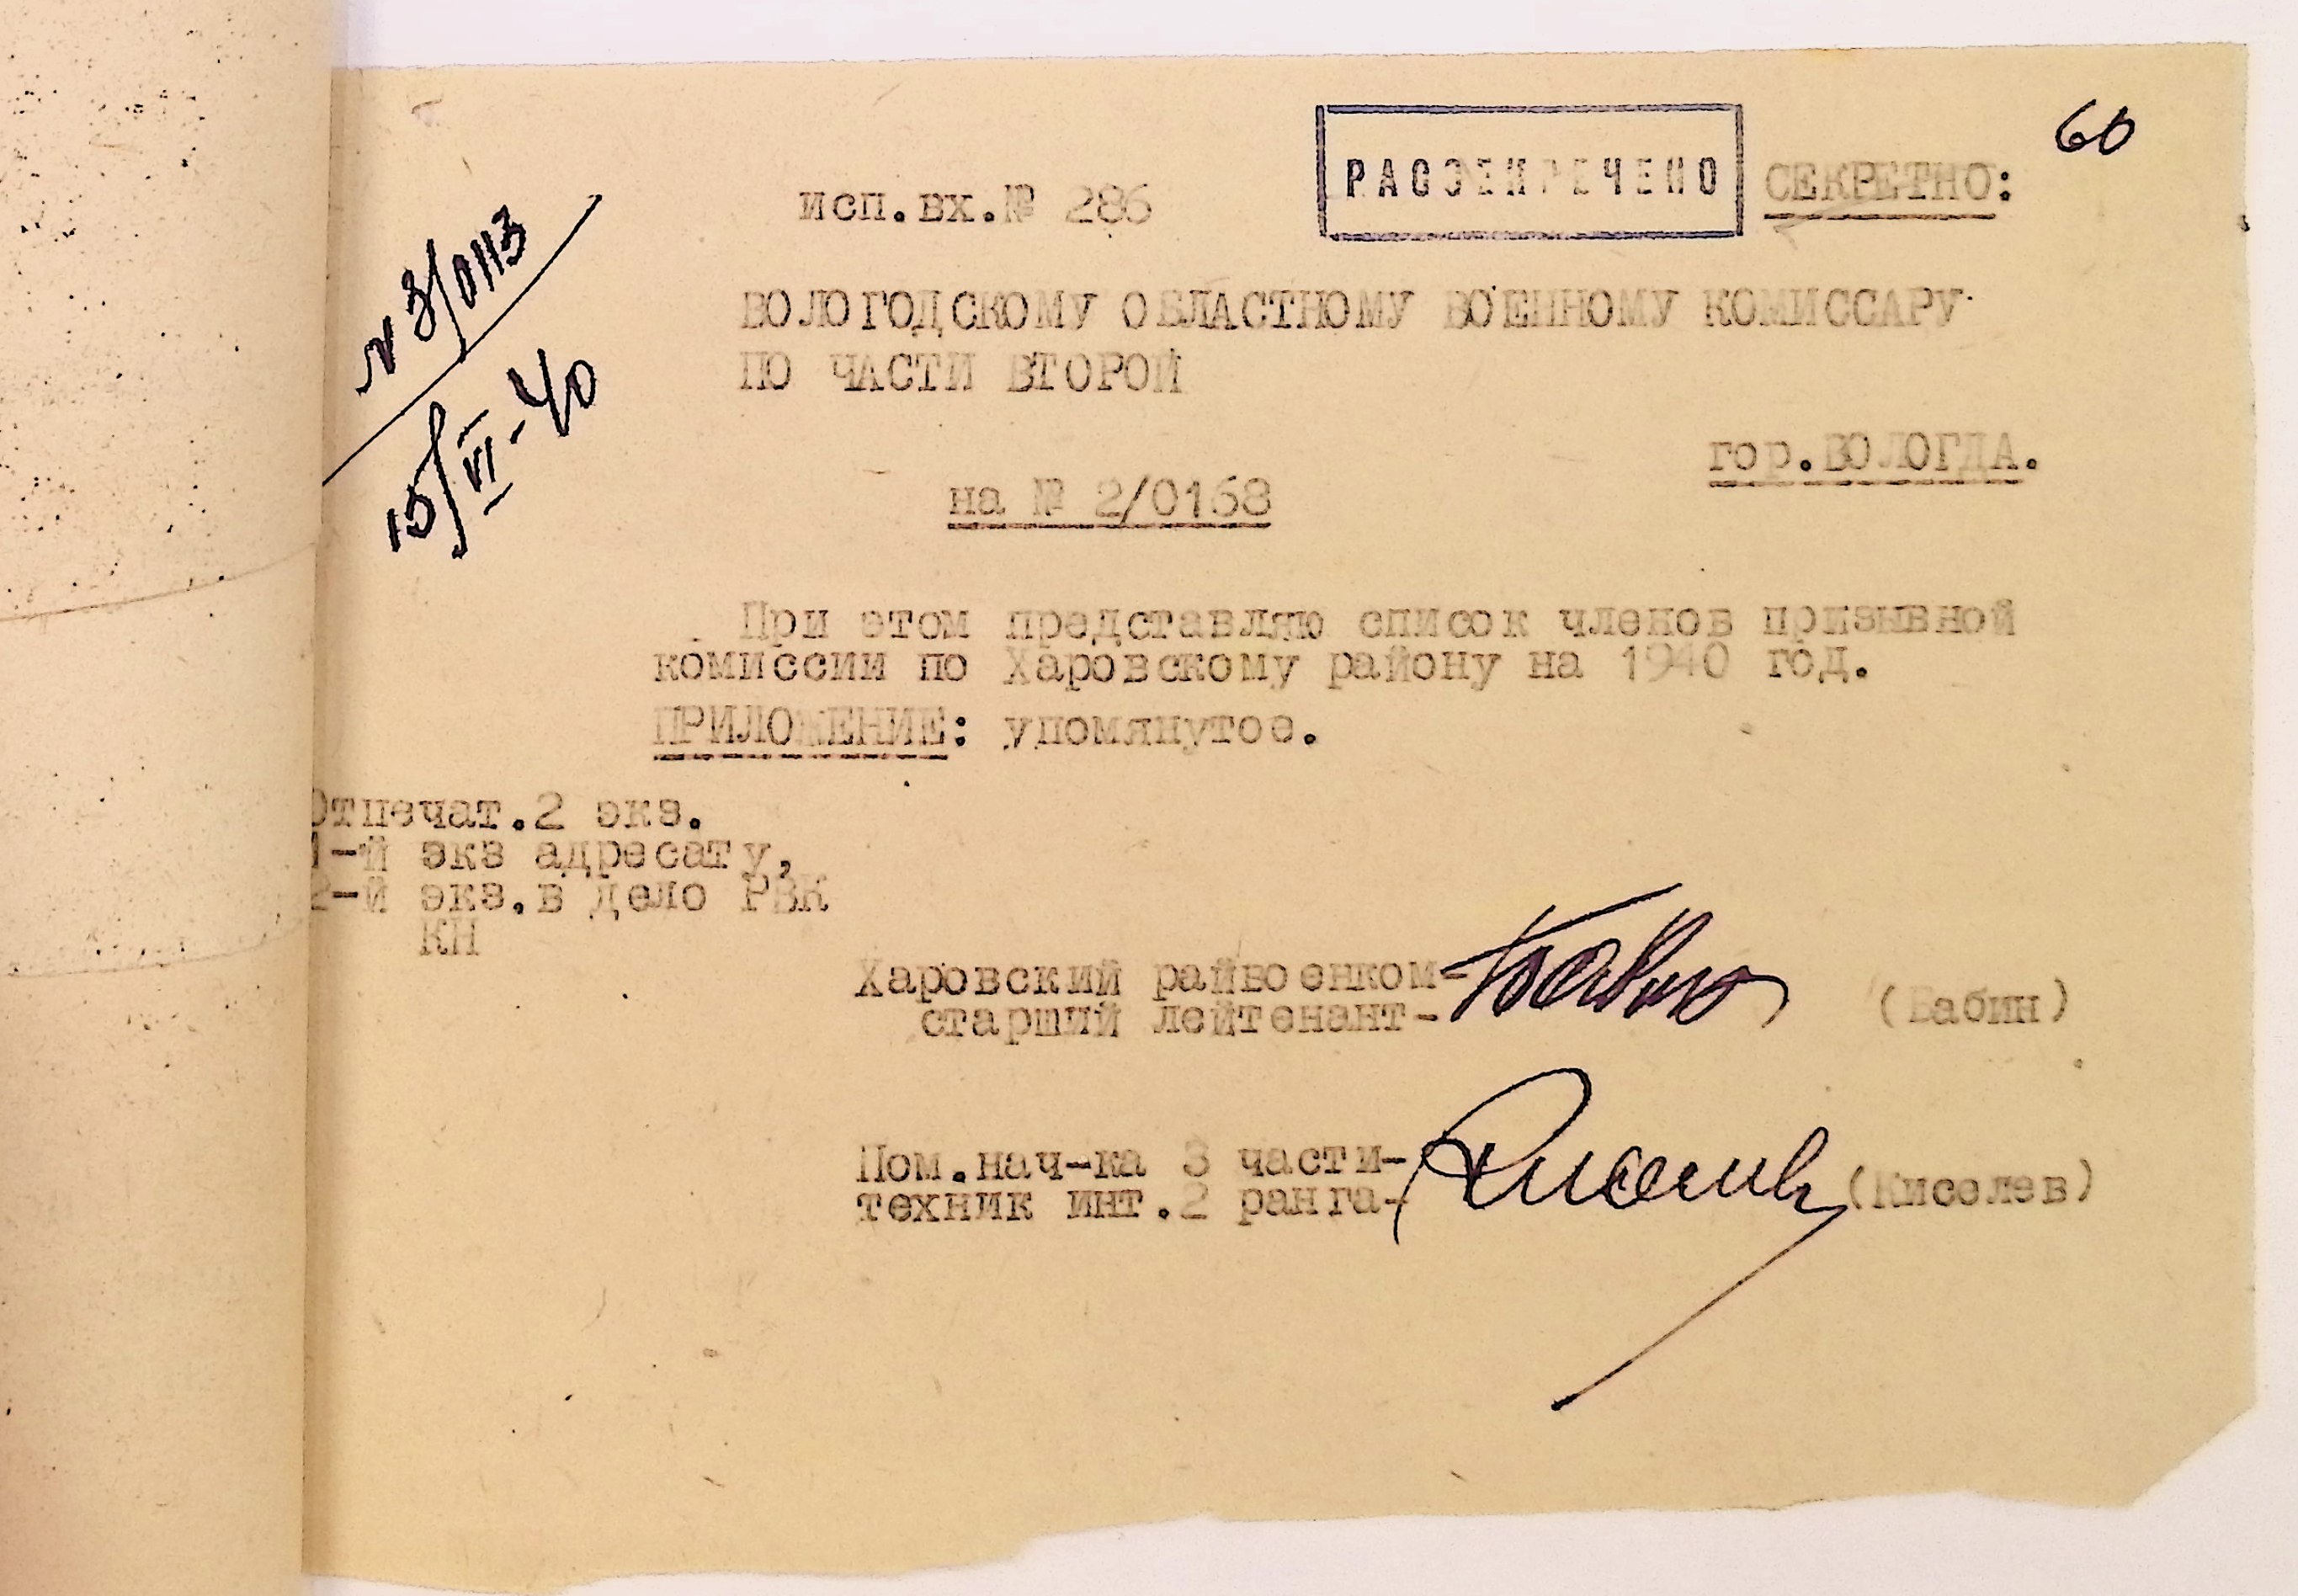 60
исп.вх.№ 286
РАССЕКРЕЧЕНО
СЕКРЕТНО:
№ 3/0113
15/VI-40
ВОЛОГОДСКОМУ ОБЛАСТНОМУ ВОЕННОМУ КОМИССАРУ
ПО ЧАСТИ ВТОРОЙ
гор.ВОЛОГДА.
на № 2/0168
При этом представляю список членов призывной
комиссии по Харовскому району на 1940 год.
ПРИЛОЖЕНИЕ: упомянутое.
Отпечат.2 экз.
1-й экз адресату,
2-й экз.в дело РВК
КН
Харовский райвоенком-
старший лейтенант-
(Бабин)
Пом.нач-ка 3 части-
техник инт.2 ранга-
(Киселев)